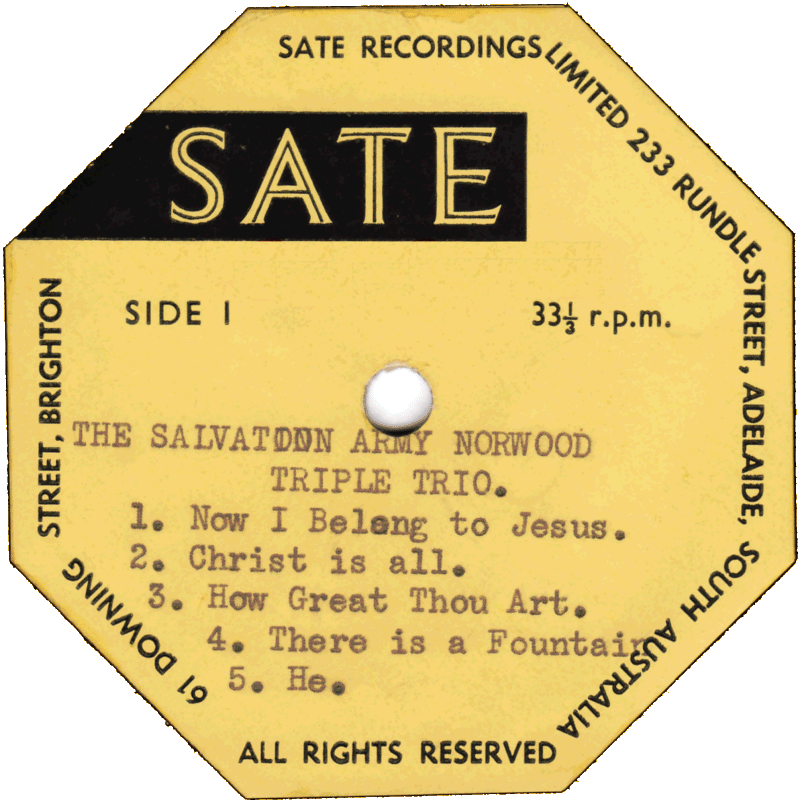 SATE RECORDINGS LIMITED 233 RUNDLE STREET, ADELAIDE, SOUTH AUSTRALIA
SATE
SIDE 1
33⅓ r.p.m.
THE SALVATION ARMY NORWOOD
TRIPLE TRIO.
1. Now I Belong to Jesus.
2. Christ is all.
3. How Great Thou Art.
4. There is a Fountain
5. He.
61 DOWNING STREET, BRIGHTON
ALL RIGHTS RESERVED